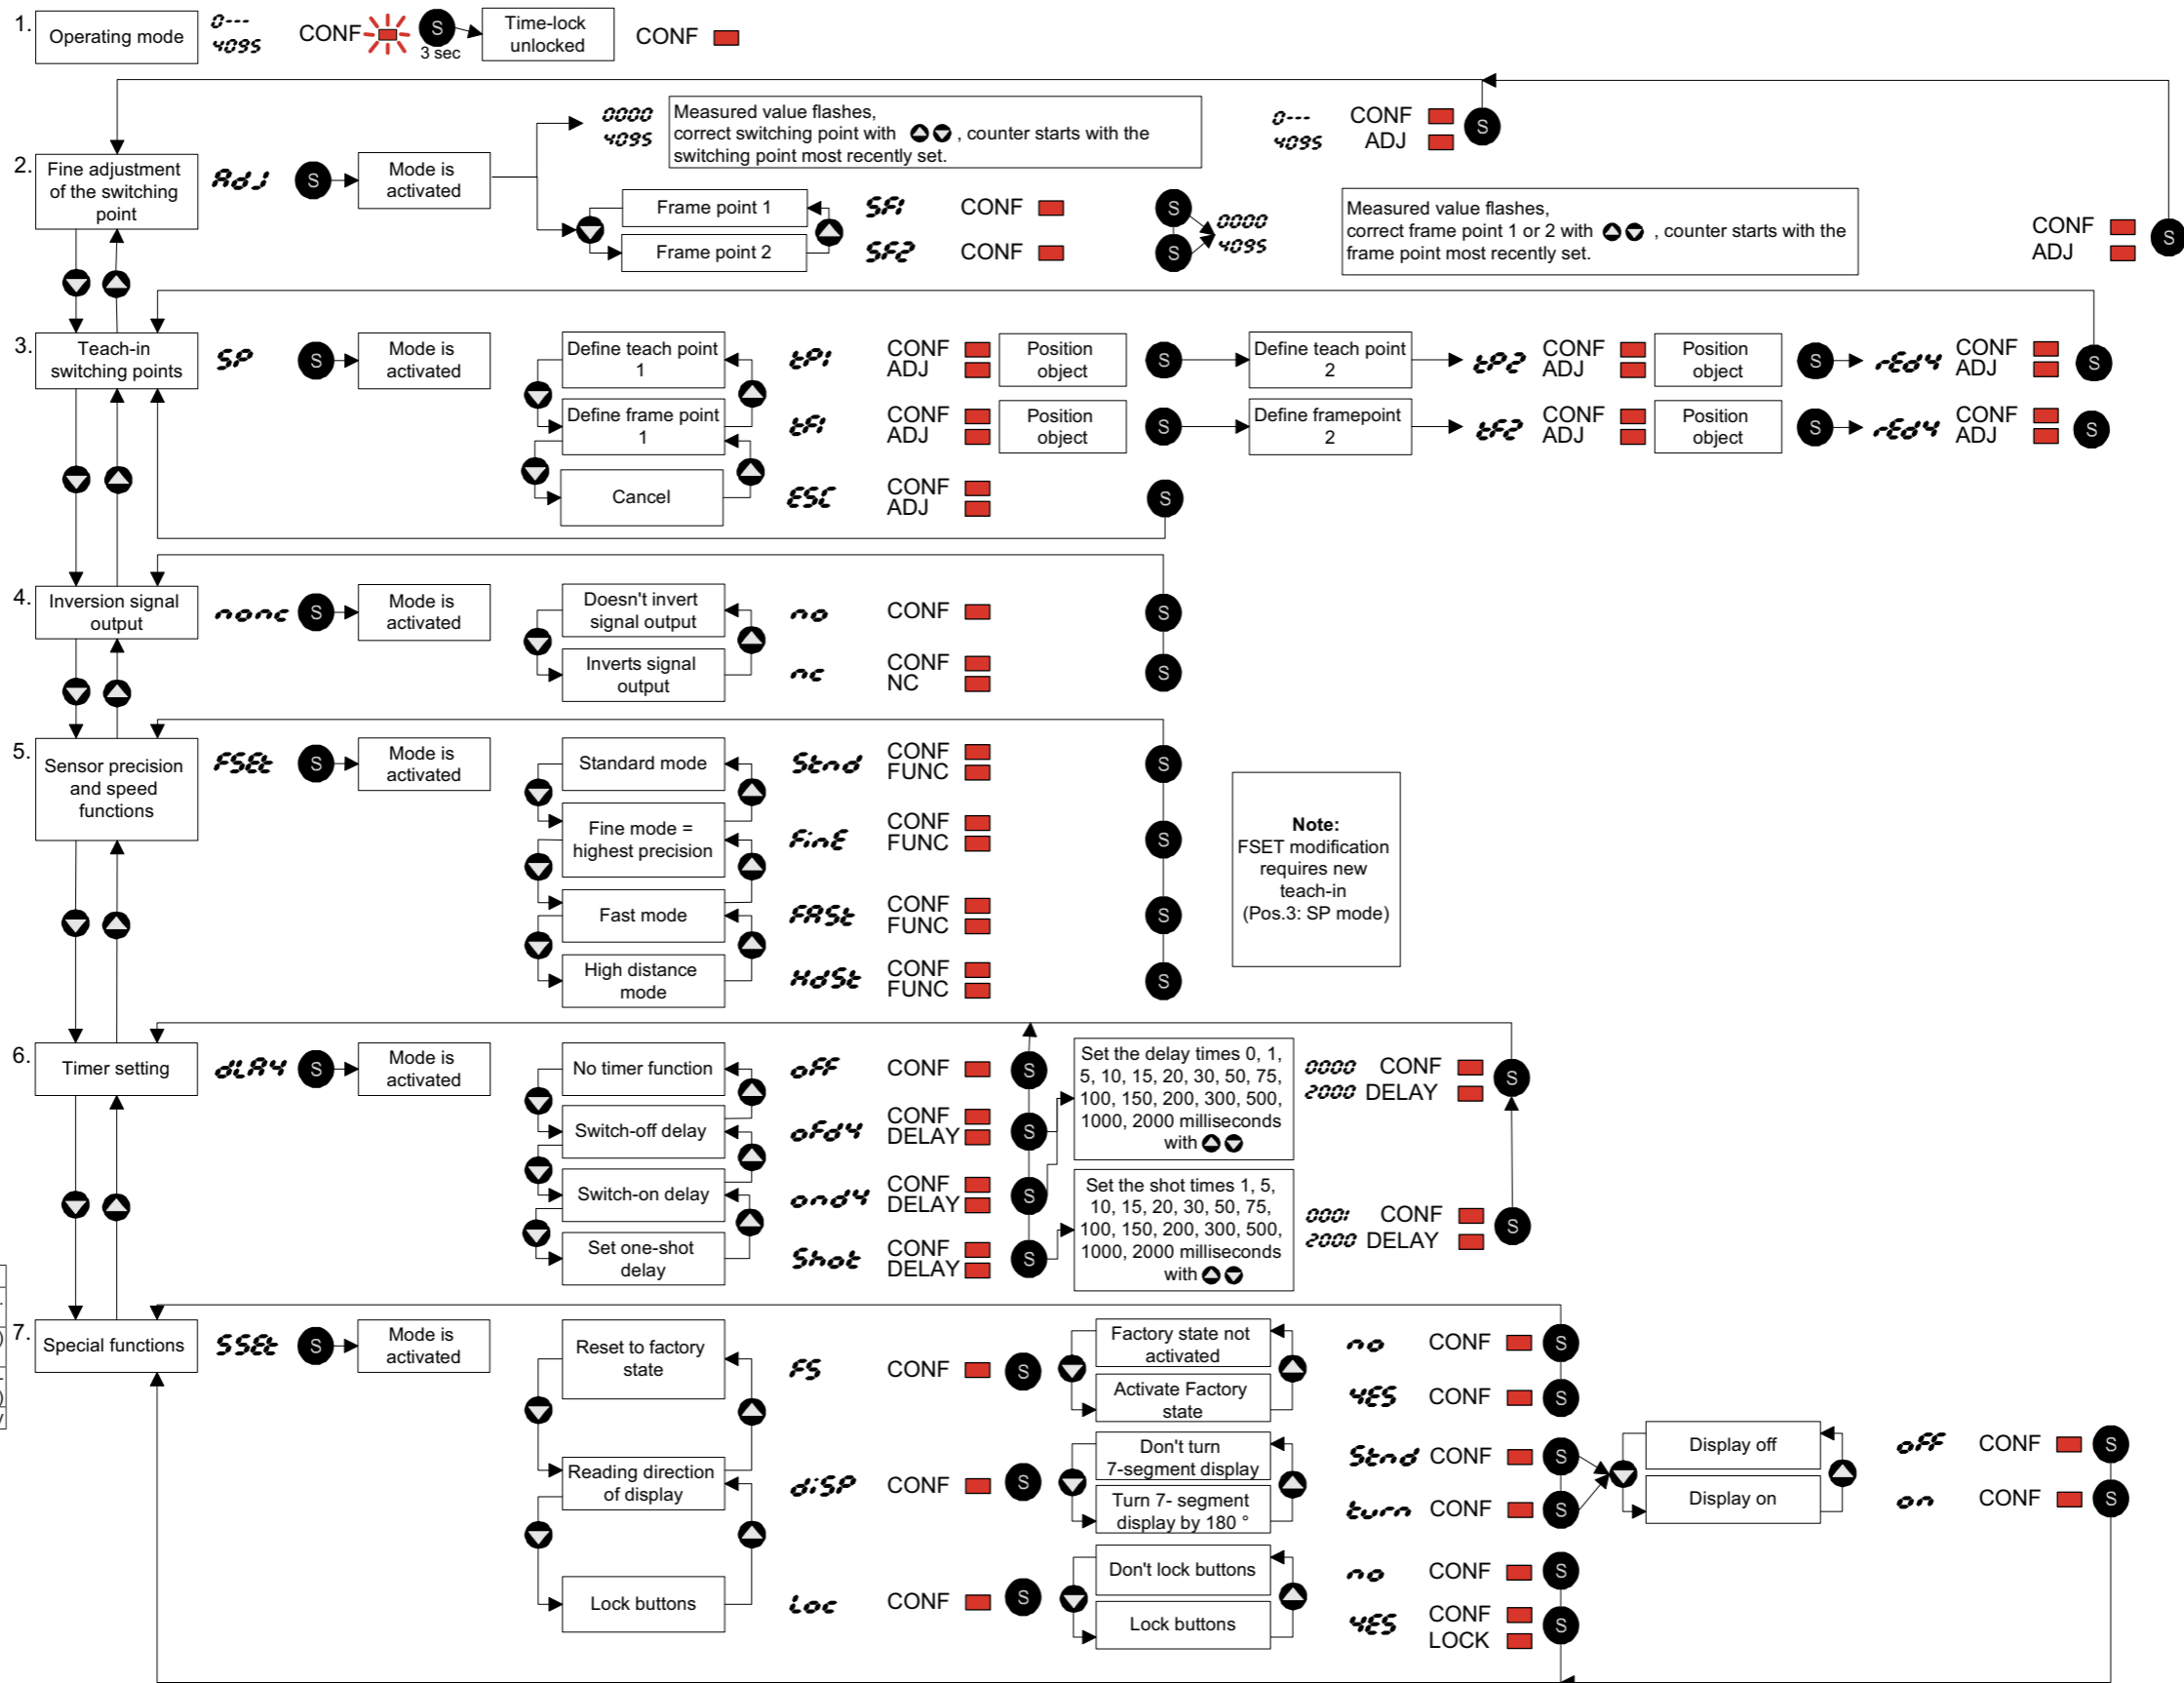 1.
Operating mode
0---
4095
CONF
S
3 sec
Time-lock
unlocked
CONF
2.
Fine adjustment
of the switching
point
AdJ
S
Mode is
activated
0000
4095
Measured value flashes,
correct switching point with , counter starts with the
switching point most recently set.
0---
4095
CONF
ADJ
S
Frame point 1
SF1
CONF
S
Frame point 2
SF2
CONF
S
0000
4095
Measured value flashes,
correct frame point 1 or 2 with , counter starts with the
frame point most recently set.
CONF
ADJ
S
3.
Teach-in
switching points
SP
S
Mode is
activated
Define teach point
1
tP1
CONF
ADJ
Position
object
S
Define teach point
2
tP2
CONF
ADJ
Position
object
S
rEdY
CONF
ADJ
S
Define frame point
1
tF1
CONF
ADJ
Position
object
S
Define framepoint
2
tF2
CONF
ADJ
Position
object
S
rEdY
CONF
ADJ
S
Cancel
ESC
CONF
ADJ
S
4.
Inversion signal
output
nonc
S
Mode is
activated
Doesn't invert
signal output
no
CONF
S
Inverts signal
output
nc
CONF
NC
S
5.
Sensor precision
and speed
functions
FSEt
S
Mode is
activated
Standard mode
Stnd
CONF
FUNC
S
Fine mode =
highest precision
FinE
CONF
FUNC
S
Fast mode
FASt
CONF
FUNC
S
High distance
mode
HdSt
CONF
FUNC
S
Note:
FSET modification
requires new
teach-in
(Pos.3: SP mode)
6.
Timer setting
dLAY
S
Mode is
activated
No timer function
oFF
CONF
S
Switch-off delay
oFdY
CONF
DELAY
S
Switch-on delay
ondY
CONF
DELAY
S
Set one-shot
delay
Shot
CONF
DELAY
S
Set the delay times 0, 1,
5, 10, 15, 20, 30, 50, 75,
100, 150, 200, 300, 500,
1000, 2000 milliseconds
with
0000
2000
CONF
DELAY
S
Set the shot times 1, 5,
10, 15, 20, 30, 50, 75,
100, 150, 200, 300, 500,
1000, 2000 milliseconds
with
0001
2000
CONF
DELAY
S
7.
Special functions
SSEt
S
Mode is
activated
Reset to factory
state
FS
CONF
S
Factory state not
activated
no
CONF
S
Activate Factory
state
YES
CONF
S
Reading direction
of display
diSP
CONF
S
Don't turn
7-segment display
Stnd
CONF
S
Turn 7- segment
display by 180 °
turn
CONF
S
Display off
oFF
CONF
S
Display on
on
CONF
S
Lock buttons
Loc
CONF
S
Don't lock buttons
no
CONF
S
Lock buttons
YES
CONF
LOCK
S